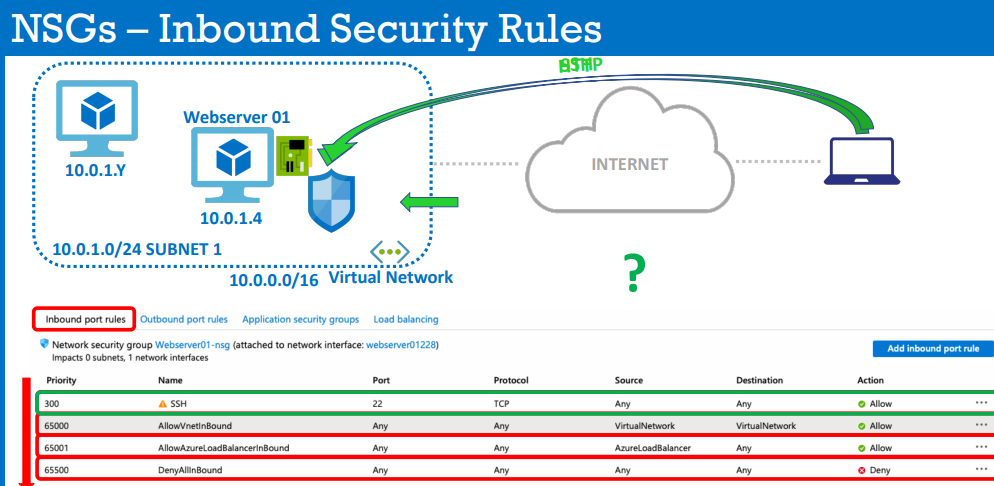 NSGs – Inbound Security Rules
Webserver 01
10.0.1.Y
10.0.1.4
10.0.1.0/24 SUBNET 1
10.0.0.0/16 Virtual Network
INTERNET
?
Inbound port rules Outbound port rules Application security groups Load balancing
Network security group Webserver01-nsg (attached to network interface: webserver01228)
Impacts 0 subnets, 1 network interfaces
Add inbound port rule
Priority Name Port Protocol Source Destination Action
300 SSH 22 TCP Any Any Allow ...
65000 AllowVnetInBound Any Any VirtualNetwork VirtualNetwork Allow ...
65001 AllowAzureLoadBalancerInBound Any Any AzureLoadBalancer Any Allow ...
65500 DenyAllInBound Any Any Any Any Deny ...